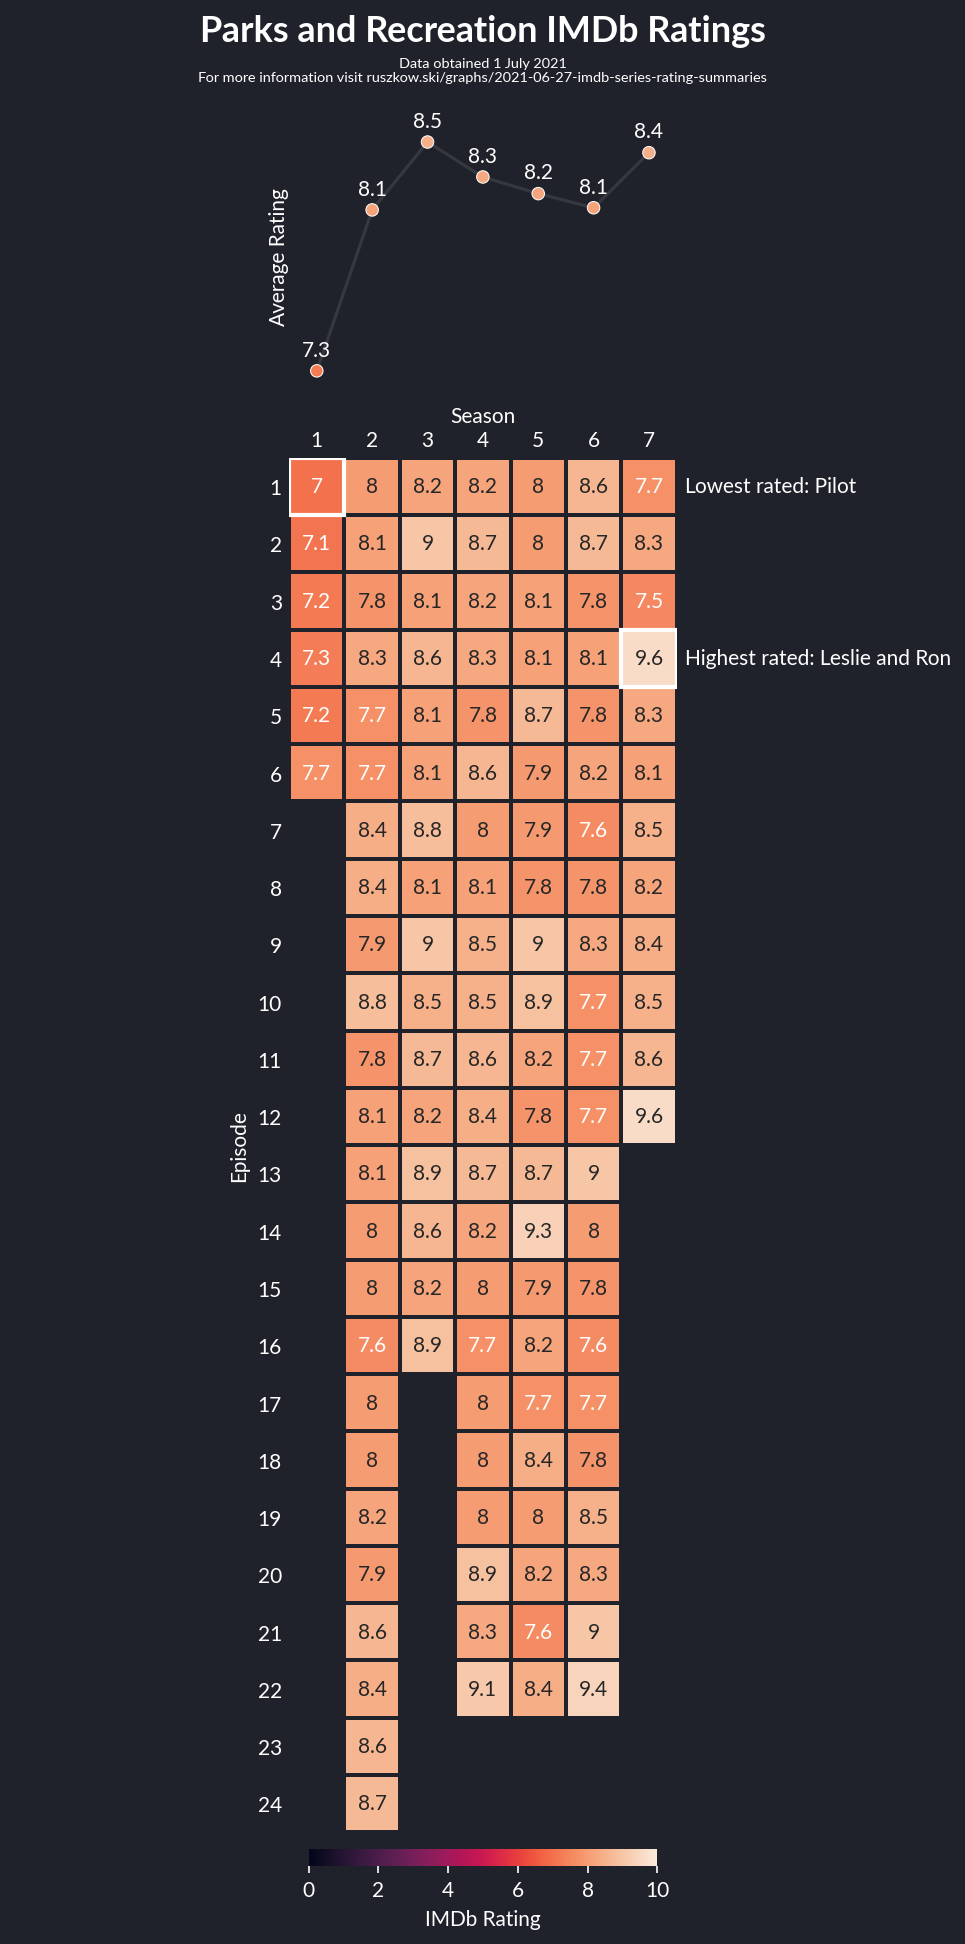 Parks and Recreation IMDb Ratings
Data obtained 1 July 2021
For more information visit ruszkow.ski/graphs/2021-06-27-imdb-series-rating-summaries
8.5
8.4
8.3
8.2
8.1
8.1
Average Rating
7.3
Season
1 2 3 4 5 6 7
1 7 8 8.2 8.2 8 8.6 7.7 Lowest rated: Pilot
2 7.1 8.1 9 8.7 8 8.7 8.3
3 7.2 7.8 8.1 8.2 8.1 7.8 7.5
4 7.3 8.3 8.6 8.3 8.1 8.1 9.6 Highest rated: Leslie and Ron
5 7.2 7.7 8.1 7.8 8.7 7.8 8.3
6 7.7 7.7 8.1 8.6 7.9 8.2 8.1
7 8.4 8.8 8 7.9 7.6 8.5
8 8.4 8.1 8.1 7.8 7.8 8.2
9 7.9 9 8.5 9 8.3 8.4
10 8.8 8.5 8.5 8.9 7.7 8.5
11 7.8 8.7 8.6 8.2 7.7 8.6
12 8.1 8.2 8.4 7.8 7.7 9.6
Episode
13 8.1 8.9 8.7 8.7 9
14 8 8.6 8.2 9.3 8
15 8 8.2 8 7.9 7.8
16 7.6 8.9 7.7 8.2 7.6
17 8 8 7.7 7.7
18 8 8 8.4 7.8
19 8.2 8 8 8.5
20 7.9 8.9 8.2 8.3
21 8.6 8.3 7.6 9
22 8.4 9.1 8.4 9.4
23 8.6
24 8.7
0 2 4 6 8 10
IMDb Rating